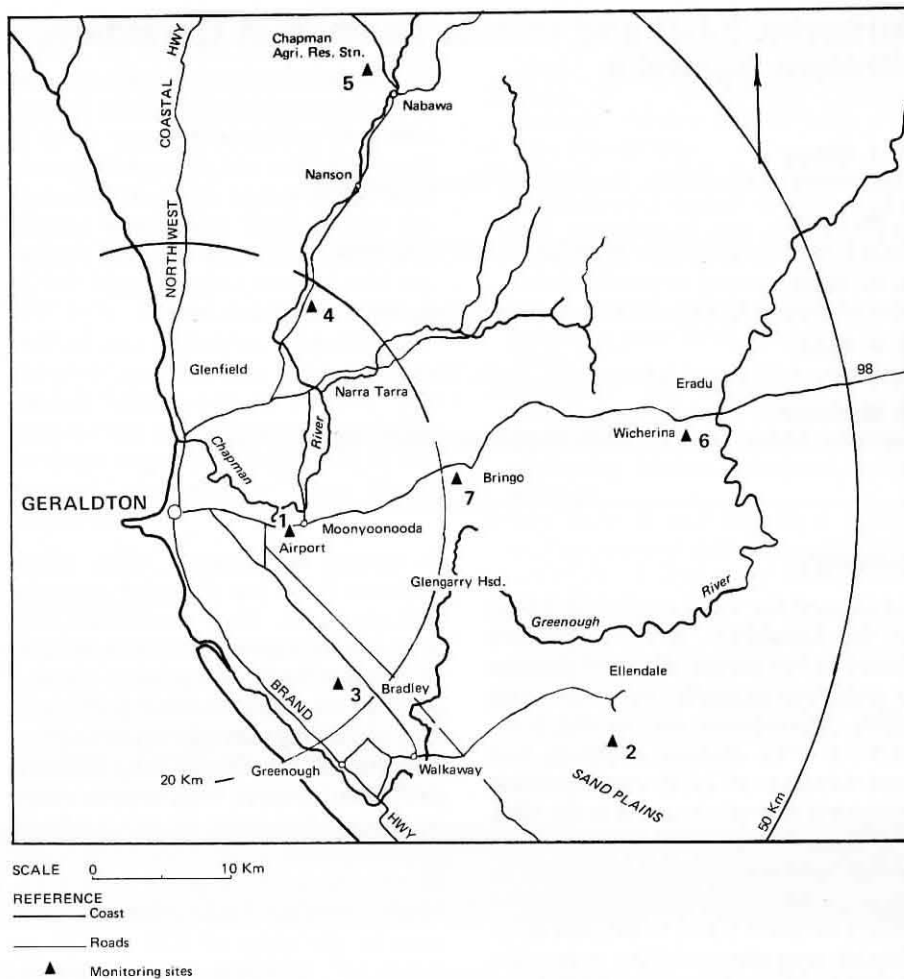 Chapman
Agri. Res. Stn.
5
Nabawa
NORTH WEST COASTAL HWY
Nanson
4
Glenfield
Narra Tarra
Eradu
98
Chapman
River
Wicherina
6
Bringo
7
GERALDTON
1
Moonyoonooda
Airport
Glengarry Hsd.
Greenough
River
Ellendale
BRAND
3
Bradley
2
20 Km
Greenough
Walkaway
SAND PLAINS
HWY
50 Km
SCALE 0 10 Km
REFERENCE
Coast
Roads
Monitoring sites